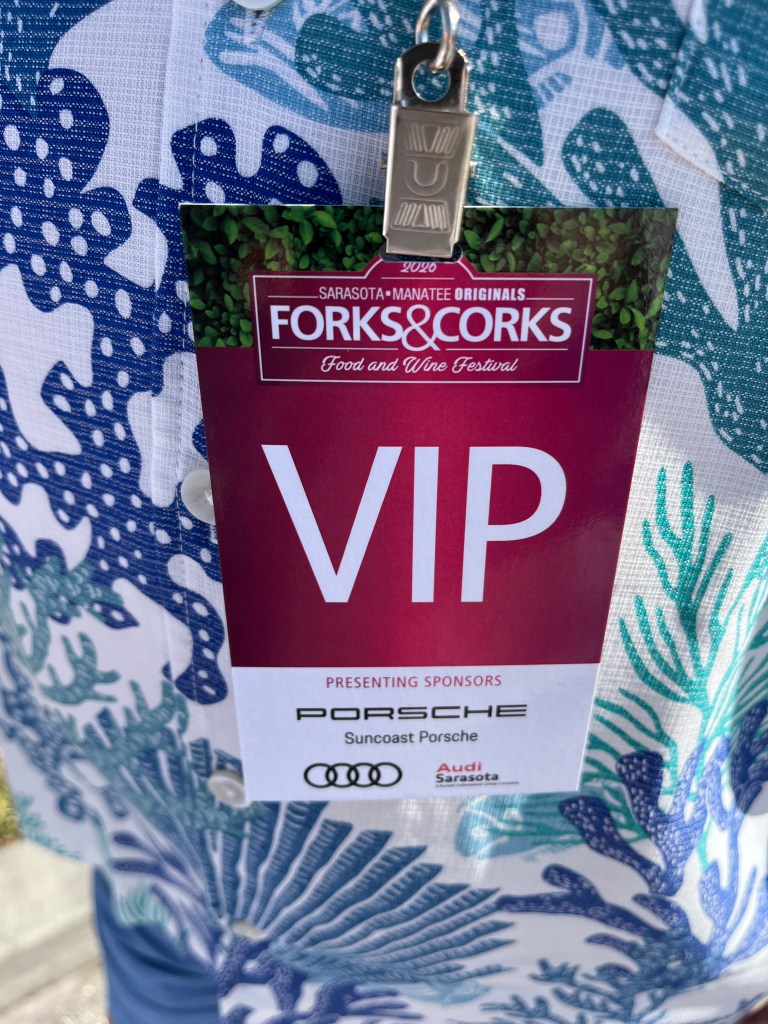 2026
SARASOTA▪MANATEE ORIGINALS
FORKS&CORKS
Food and Wine Festival
VIP
PRESENTING SPONSORS
PORSCHE
Suncoast Porsche
Audi
Sarasota